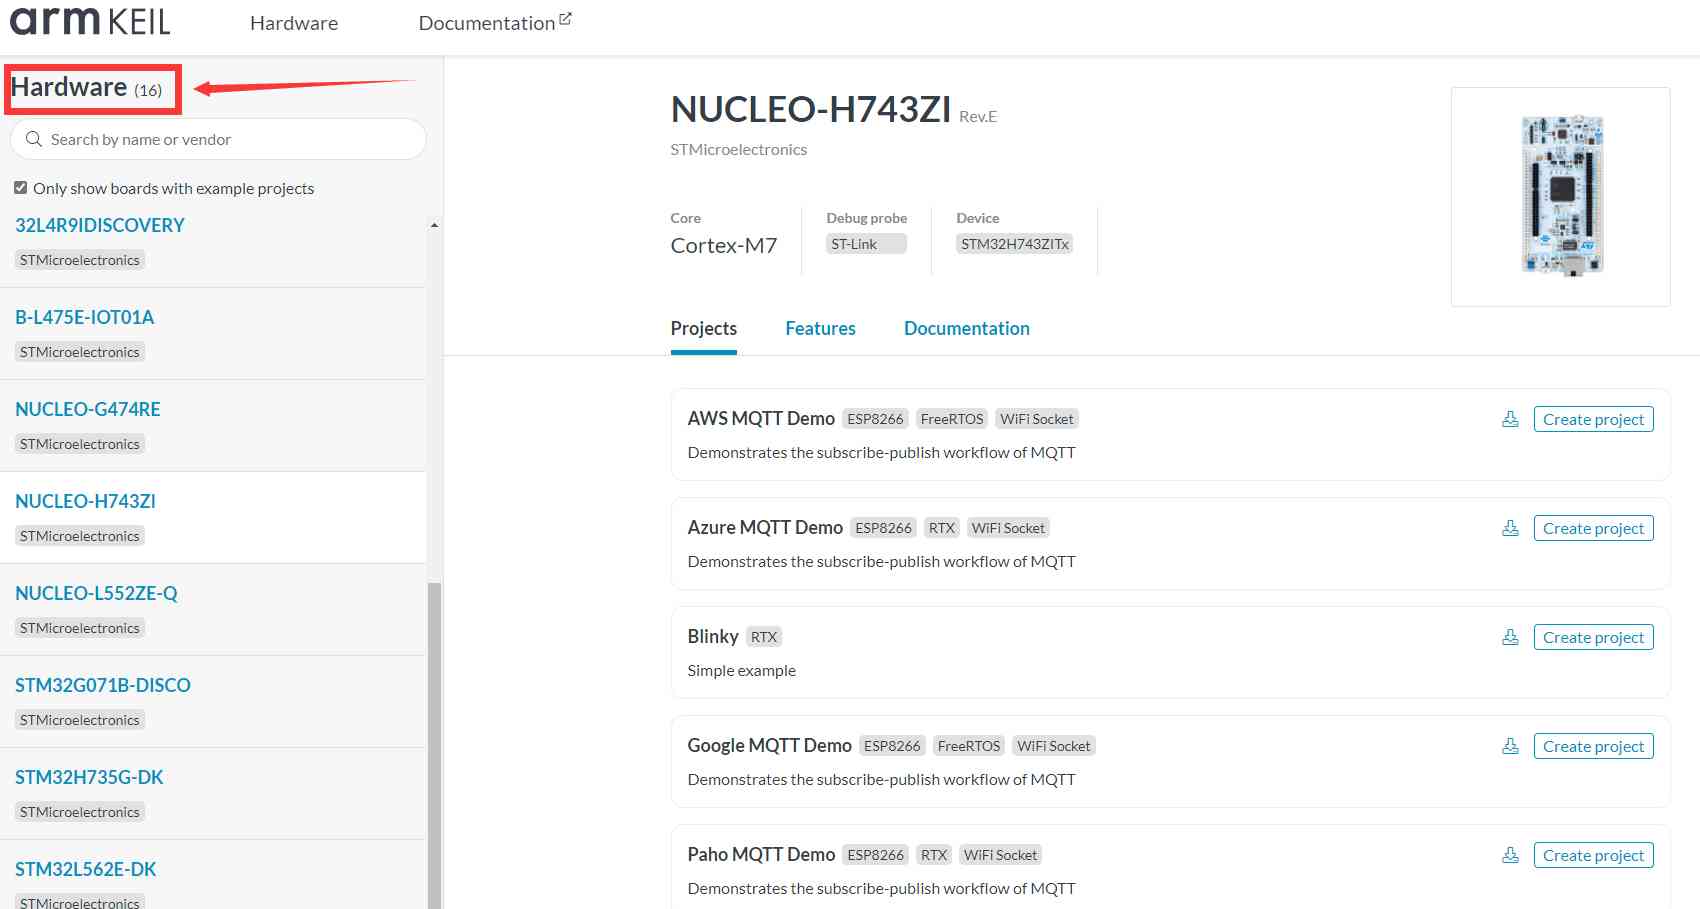 arm KEIL
Hardware
Documentation
Hardware (16)
Search by name or vendor
Only show boards with example projects
32L4R9IDISCOVERY
STMicroelectronics
B-L475E-IOT01A
STMicroelectronics
NUCLEO-G474RE
STMicroelectronics
NUCLEO-H743ZI
STMicroelectronics
NUCLEO-L552ZE-Q
STMicroelectronics
STM32G071B-DISCO
STMicroelectronics
STM32H735G-DK
STMicroelectronics
STM32L562E-DK
STMicroelectronics
NUCLEO-H743ZI Rev.E
STMicroelectronics
Core
Cortex-M7
Debug probe
ST-Link
Device
STM32H743ZITx
Projects
Features
Documentation
AWS MQTT Demo ESP8266 FreeRTOS WiFi Socket
Create project
Demonstrates the subscribe-publish workflow of MQTT
Azure MQTT Demo ESP8266 RTX WiFi Socket
Create project
Demonstrates the subscribe-publish workflow of MQTT
Blinky RTX
Create project
Simple example
Google MQTT Demo ESP8266 FreeRTOS WiFi Socket
Create project
Demonstrates the subscribe-publish workflow of MQTT
Paho MQTT Demo ESP8266 RTX WiFi Socket
Create project
Demonstrates the subscribe-publish workflow of MQTT